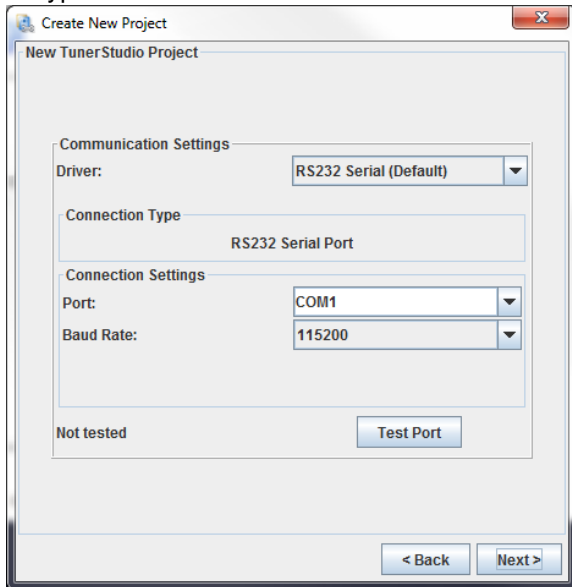 Create New Project
New TunerStudio Project
Communication Settings
Driver: RS232 Serial (Default)
Connection Type
RS232 Serial Port
Connection Settings
Port: COM1
Baud Rate: 115200
Not tested Test Port
< Back Next >